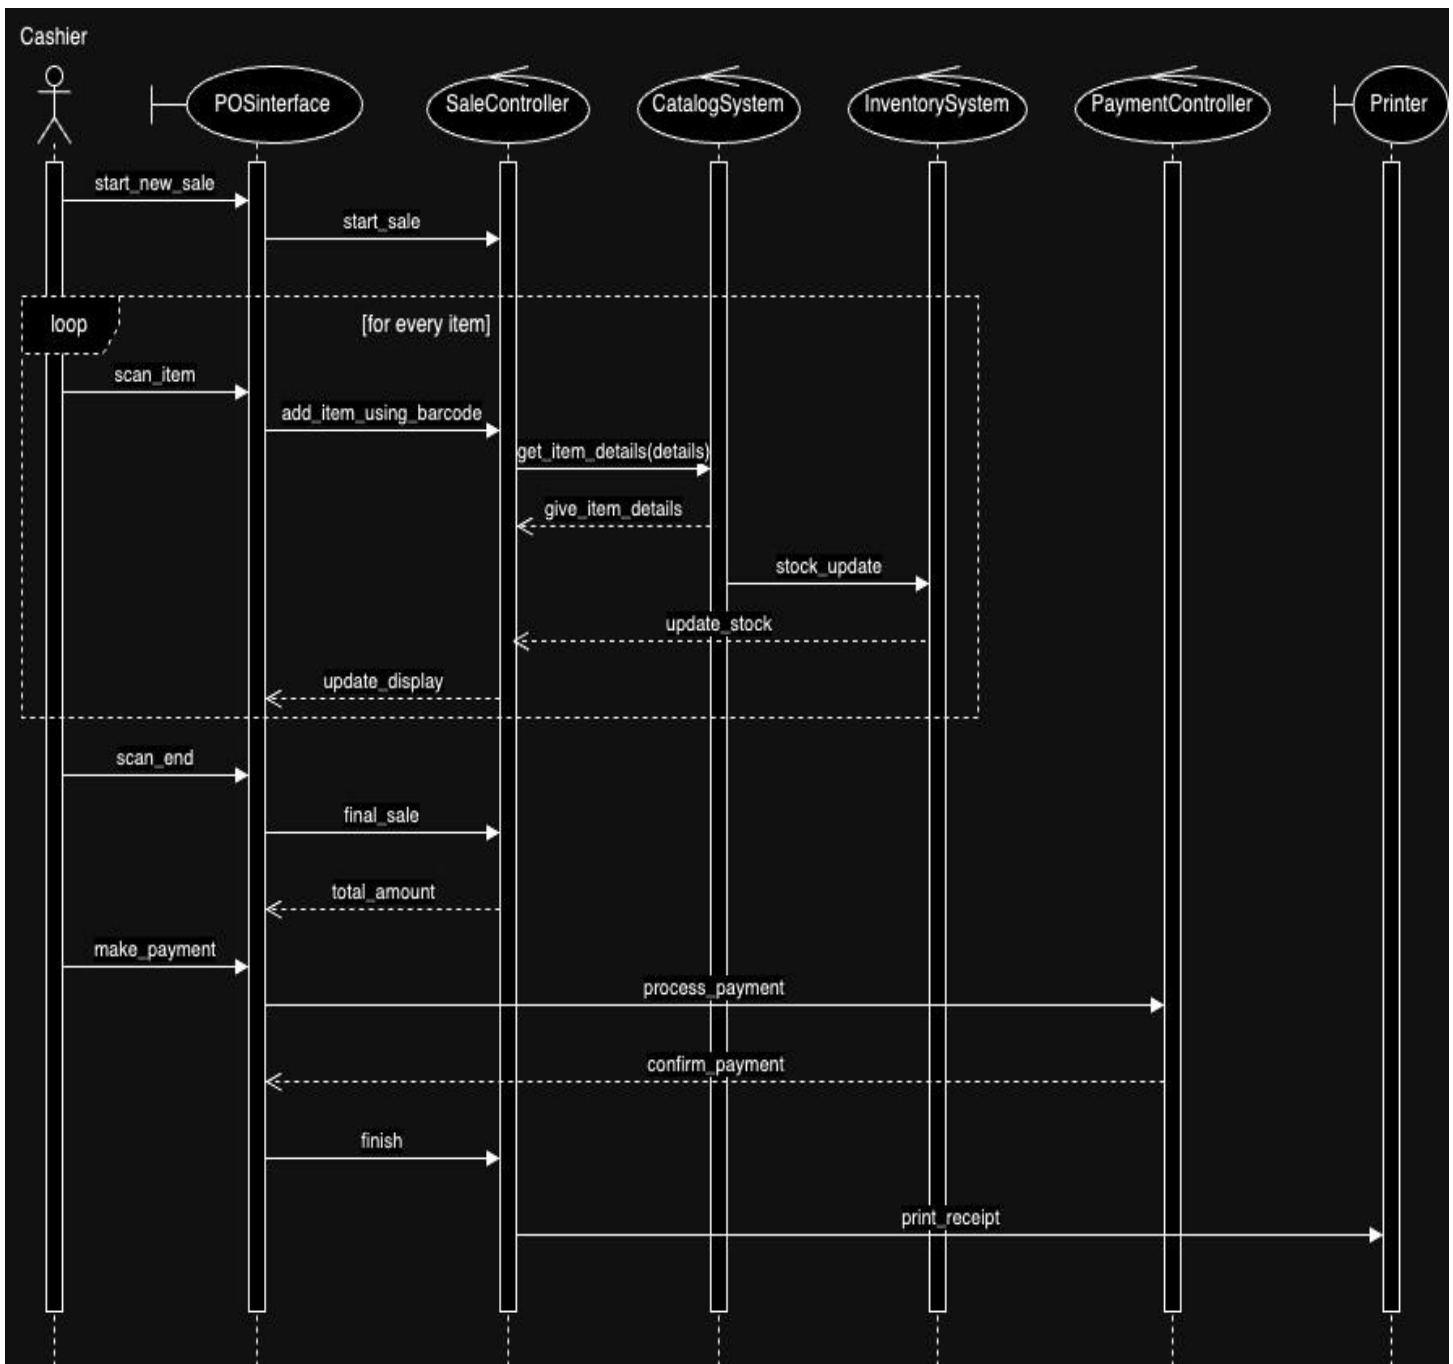 Cashier
POSinterface
SaleController
CatalogSystem
InventorySystem
PaymentController
Printer
start_new_sale
start_sale
loop
[for every item]
scan_item
add_item_using_barcode
get_item_details(details)
give_item_details
stock_update
update_stock
update_display
scan_end
final_sale
total_amount
make_payment
process_payment
confirm_payment
finish
print_receipt